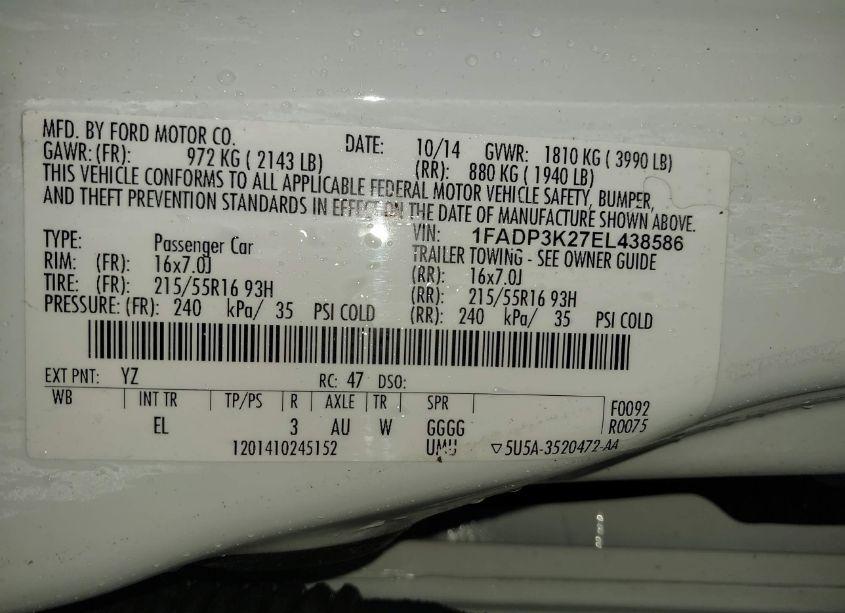 MFD. BY FORD MOTOR CO. DATE: 10/14 GVWR: 1810 KG ( 3990 LB)
GAWR: (FR): 972 KG ( 2143 LB) (RR): 880 KG ( 1940 LB)
THIS VEHICLE CONFORMS TO ALL APPLICABLE FEDERAL MOTOR VEHICLE SAFETY, BUMPER,
AND THEFT PREVENTION STANDARDS IN EFFECT ON THE DATE OF MANUFACTURE SHOWN ABOVE.
VIN: 1FADP3K27EL438586
TYPE: Passenger Car TRAILER TOWING - SEE OWNER GUIDE
RIM: (FR): 16x7.0J (RR): 16x7.0J
TIRE: (FR): 215/55R16 93H (RR): 215/55R16 93H
PRESSURE: (FR): 240 kPa/ 35 PSI COLD (RR): 240 kPa/ 35 PSI COLD
EXT PNT: YZ RC: 47 DSO:
WB INT TR TP/PS R AXLE TR SPR F0092
EL 3 AU W GGGG R0075
1201410245152 UMU ▽5U5A-3520472-AA